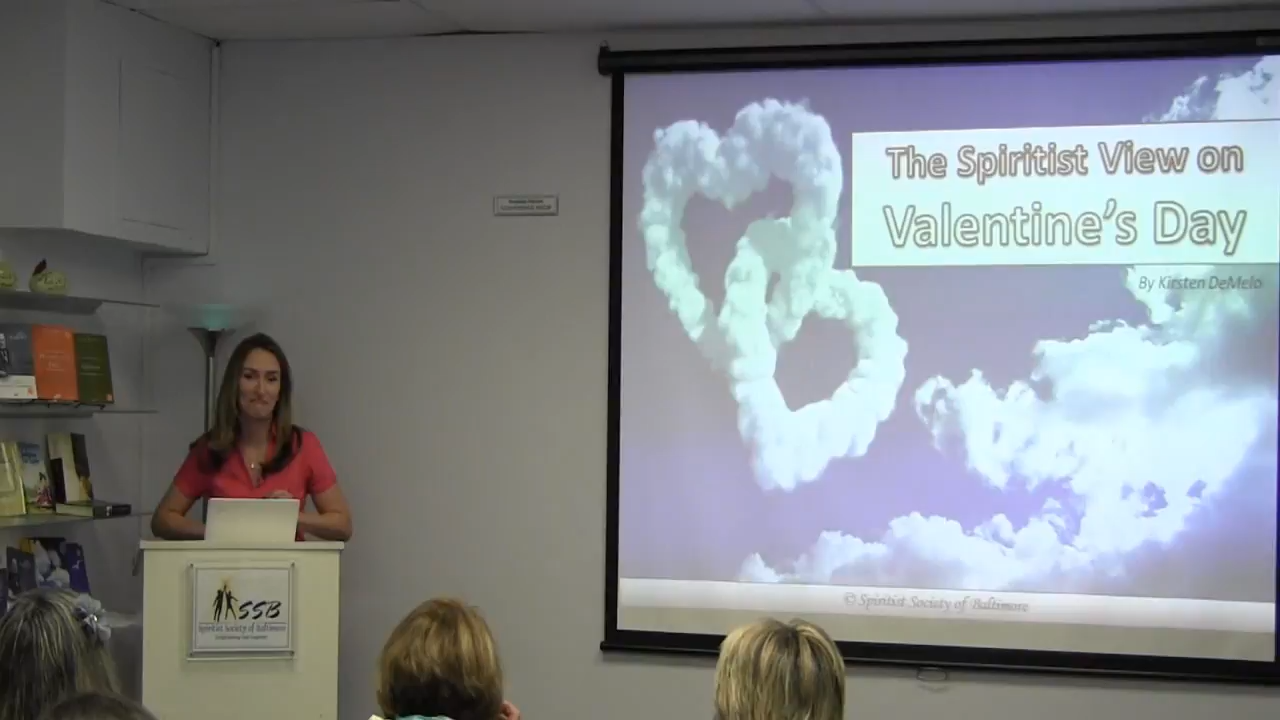 The Spiritist View on
Valentine's Day
By Kirsten DeMelo
© Spiritist Society of Baltimore
SSB
Spiritist Society of Baltimore